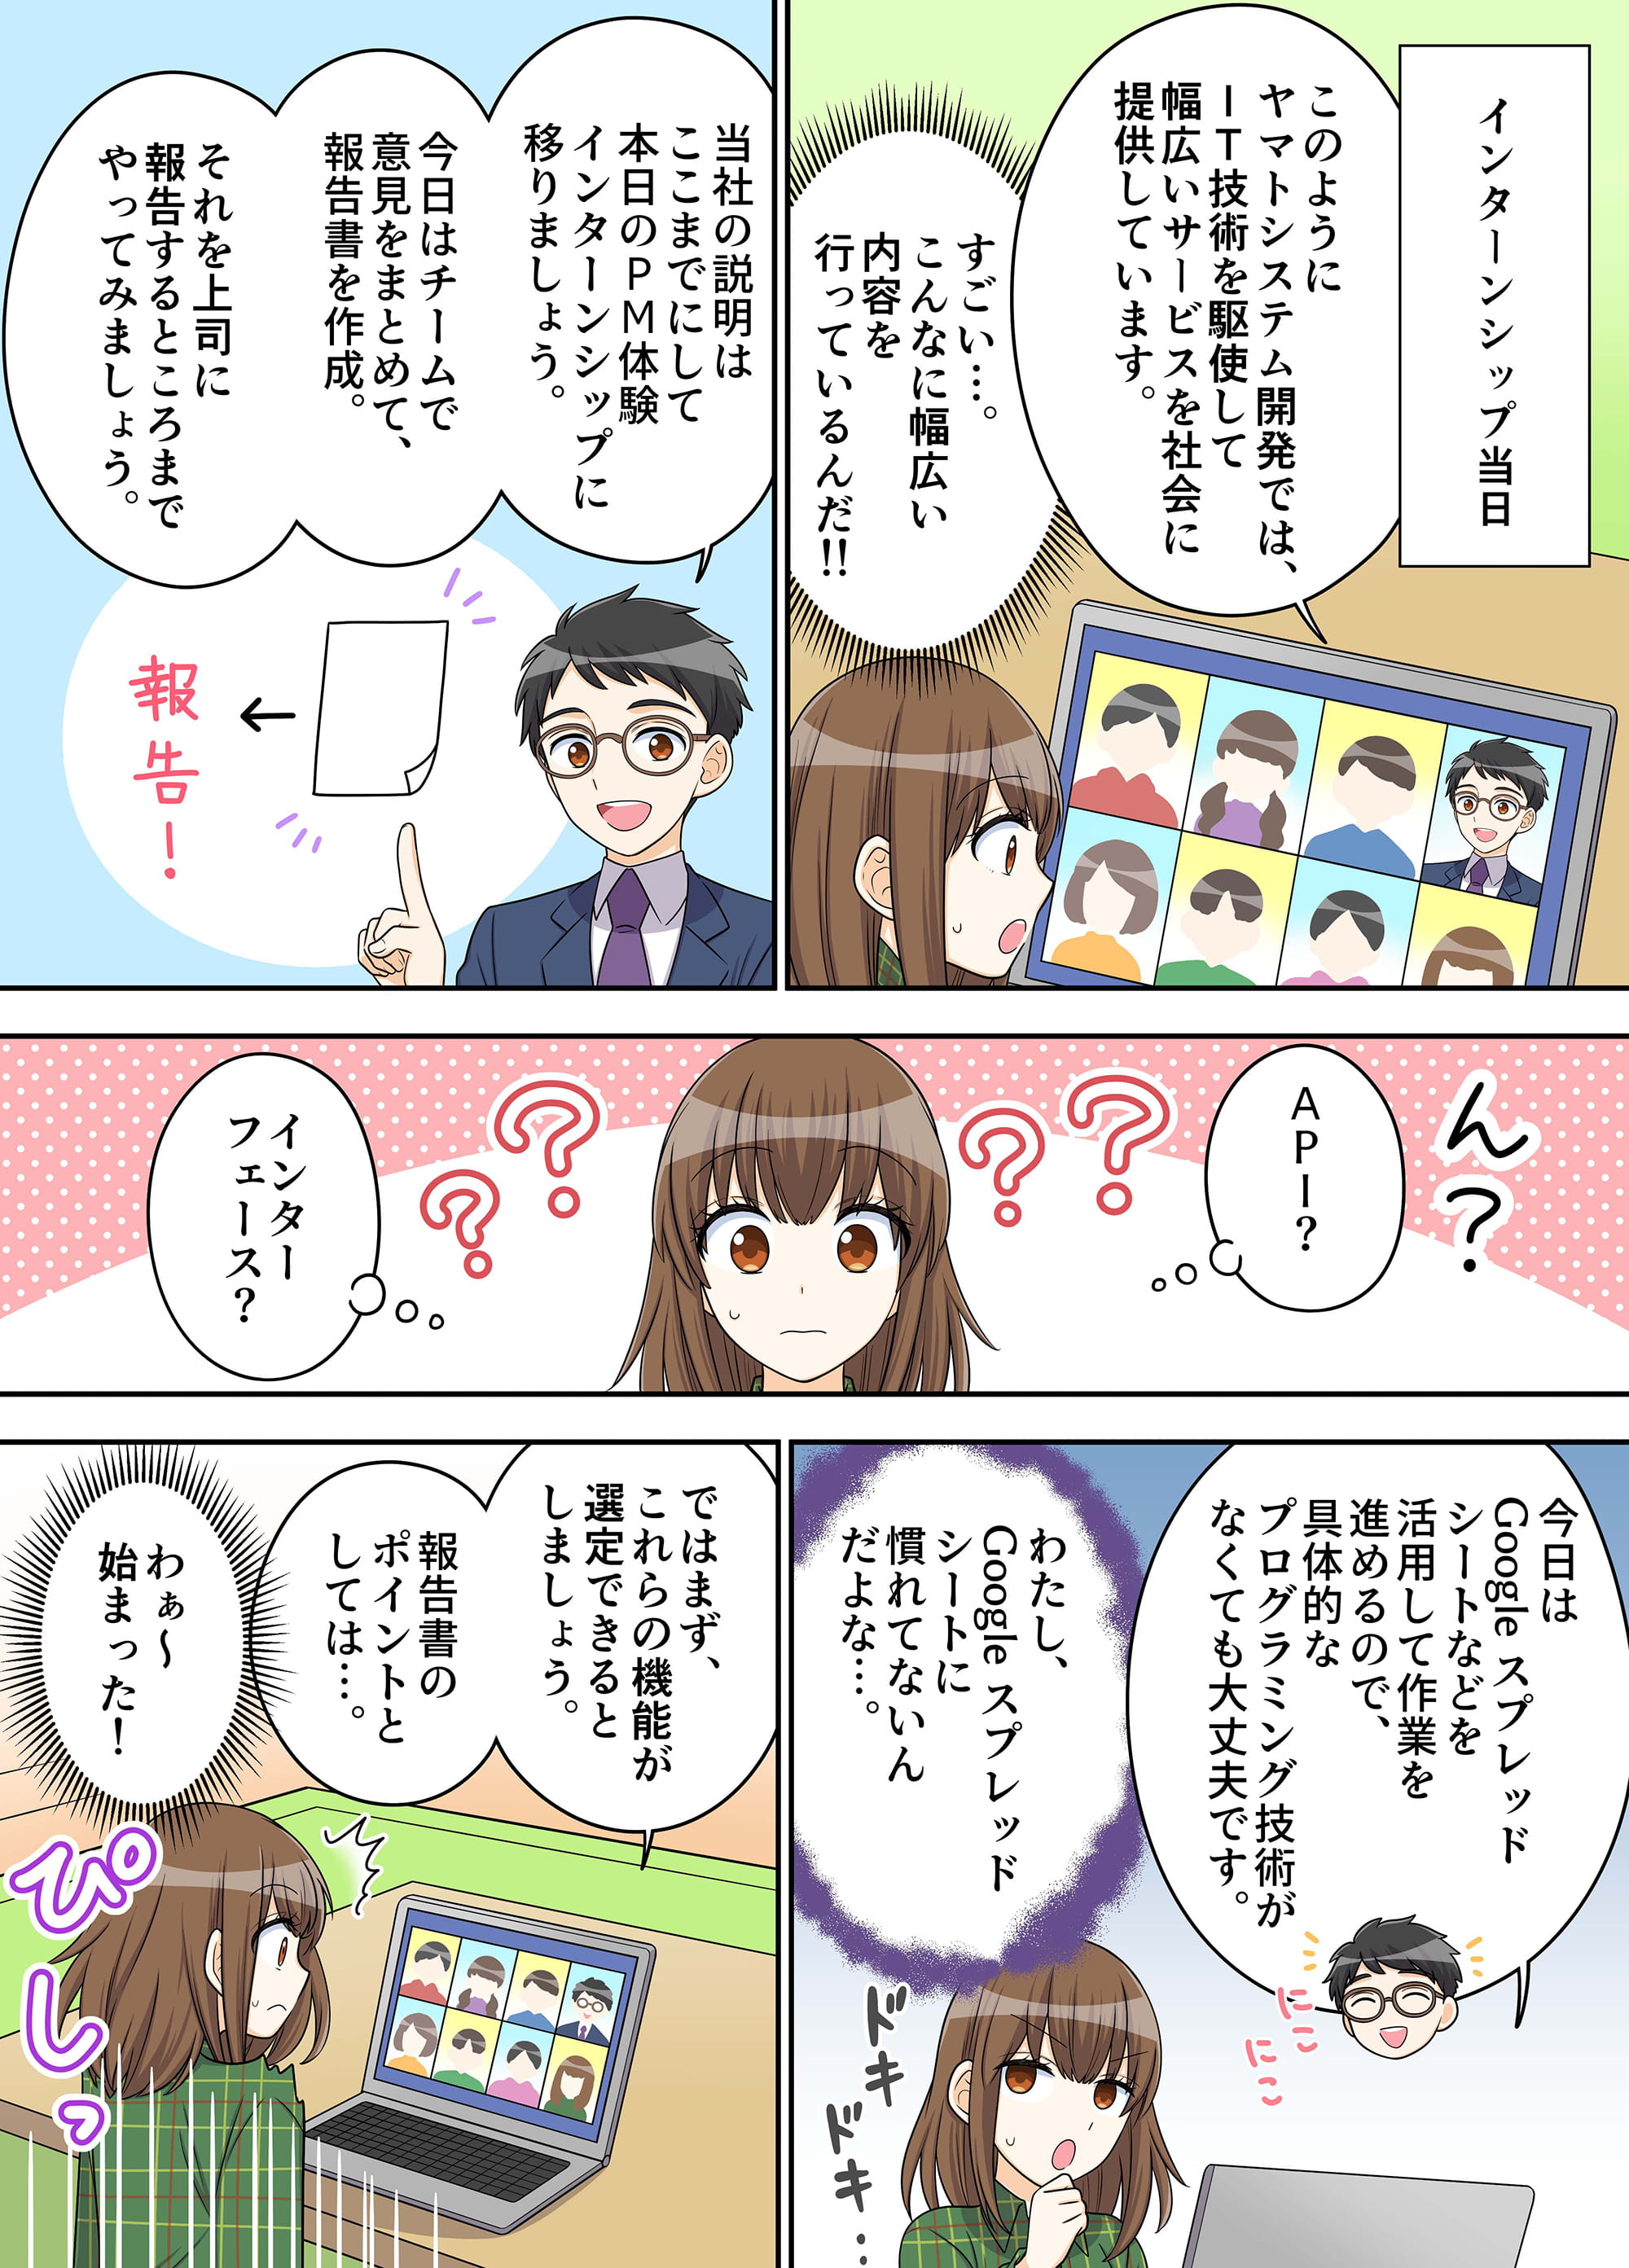 インターンシップ当日
このように
ヤマトシステム開発では、
IT技術を駆使して
幅広いサービスを社会に
提供しています。
すごい…。
こんなに幅広い
内容を
行っているんだ!!
当社の説明は
ここまでにして
本日のPM体験
インターンシップに
移りましょう。
今日はチームで
意見をまとめて、
報告書を作成。
それを上司に
報告するところまで
やってみましょう。
報告!
ん?
API?
インター
フェース?
今日は
Googleスプレッド
シートなどを
活用して作業を
進めるので、
具体的な
プログラミング技術が
なくても大丈夫です。
にこ
にこ
わたし、
Googleスプレッド
シートに
慣れてないん
だよな…。
ドキ
ドキ…
ではまず、
これらの機能が
選定できると
しましょう。
報告書の
ポイントと
しては…。
わぁ～
始まった!
ぴしっ